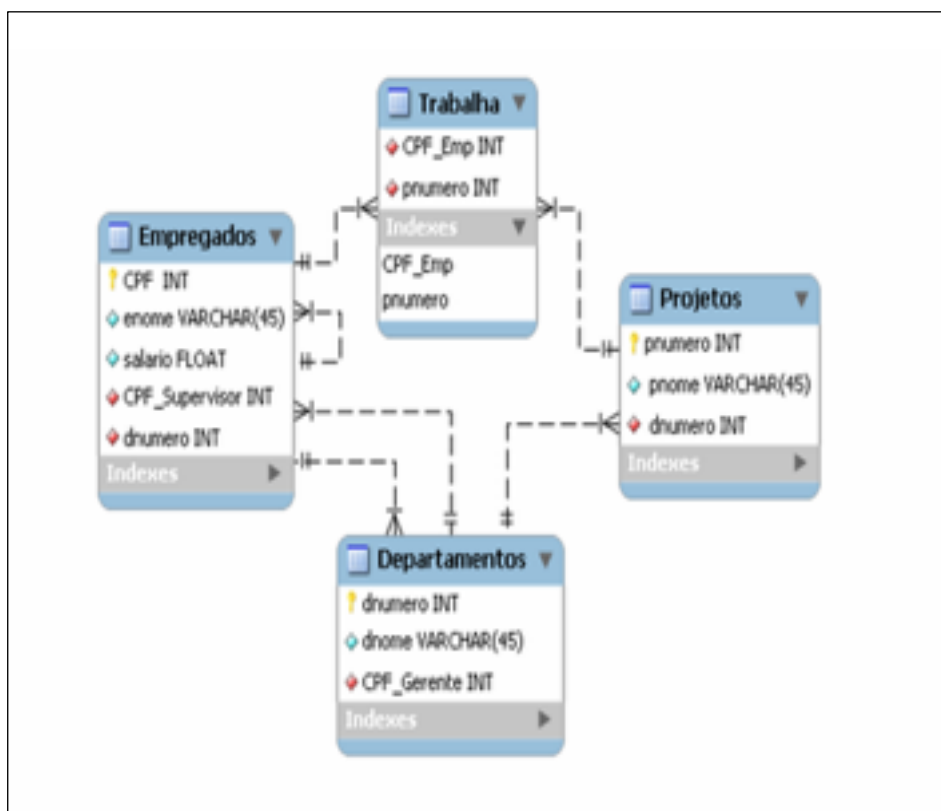 Trabalha
CPF_Emp INT
pnumero INT
Indexes
CPF_Emp
pnumero
Empregados
CPF INT
enome VARCHAR(45)
salario FLOAT
CPF_Supervisor INT
dnumero INT
Indexes
Projetos
pnumero INT
pnome VARCHAR(45)
dnumero INT
Indexes
Departamentos
dnumero INT
dnome VARCHAR(45)
CPF_Gerente INT
Indexes